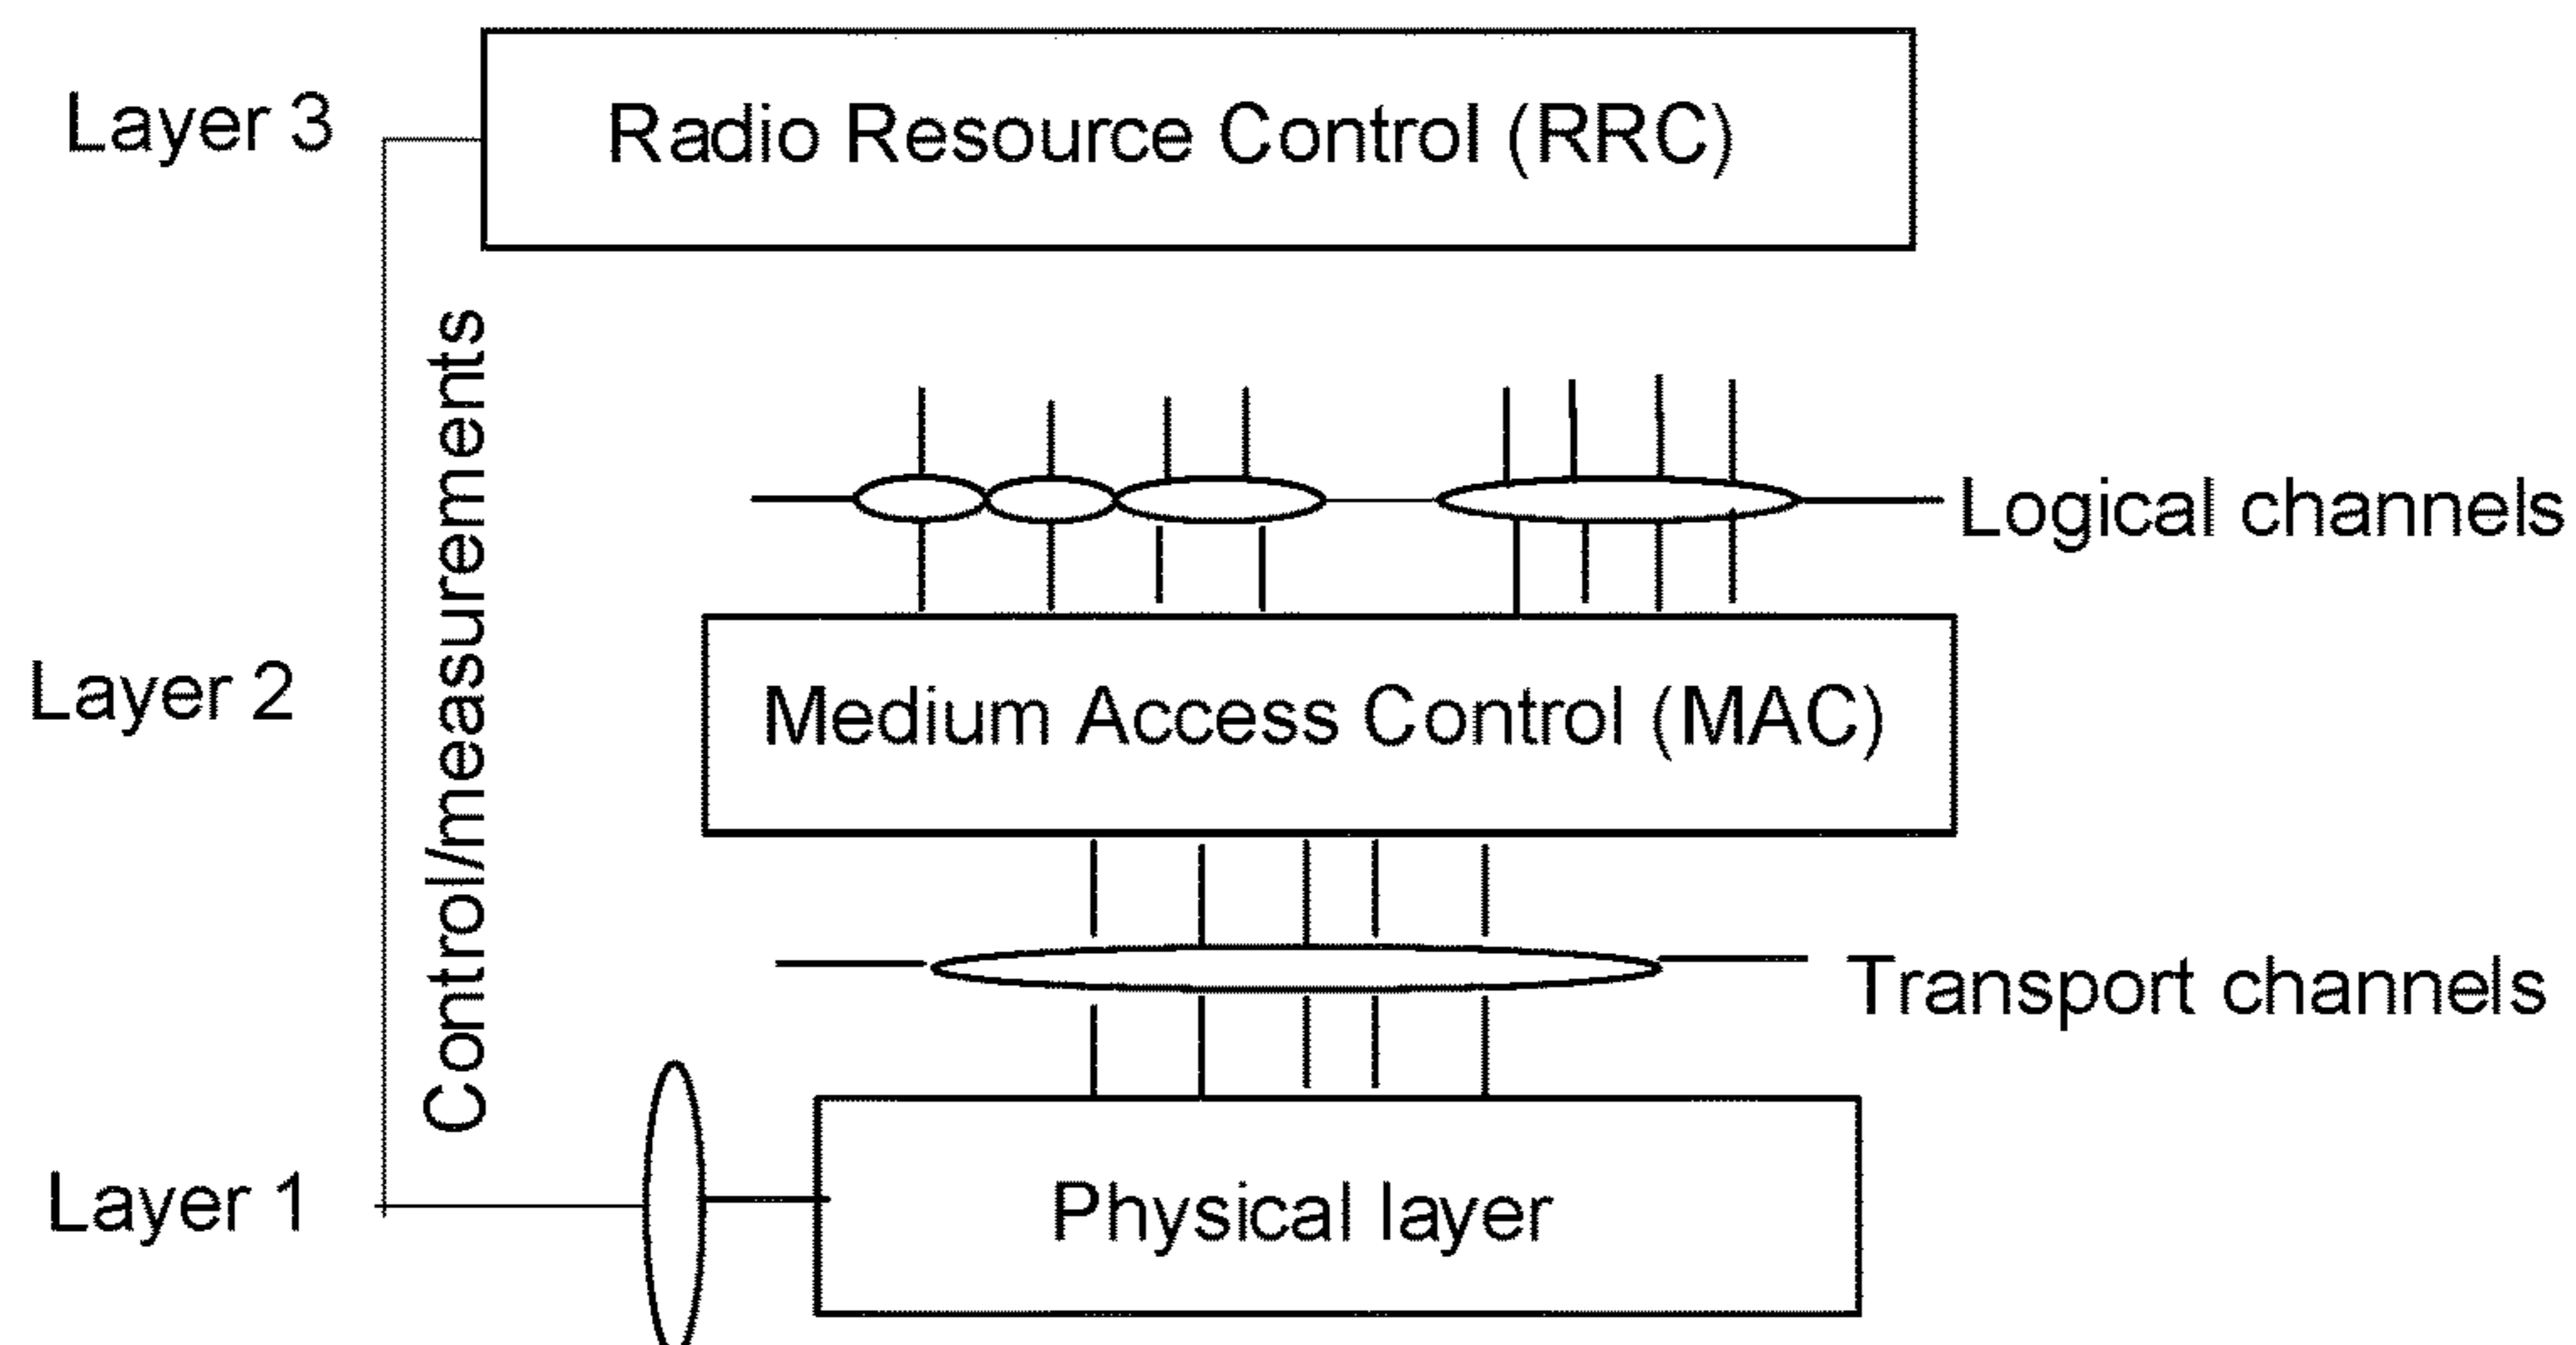 Layer 3
Radio Resource Control (RRC)
Control/measurements
Logical channels
Layer 2
Medium Access Control (MAC)
Transport channels
Layer 1
Physical layer